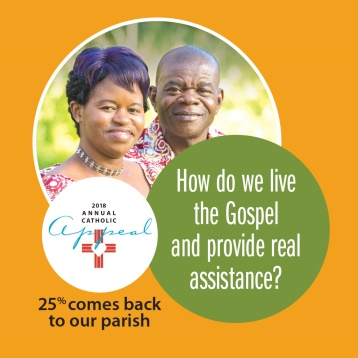 How do we live
the Gospel
and provide real
assistance?
2018
ANNUAL
CATHOLIC
Appeal
25% comes back
to our parish